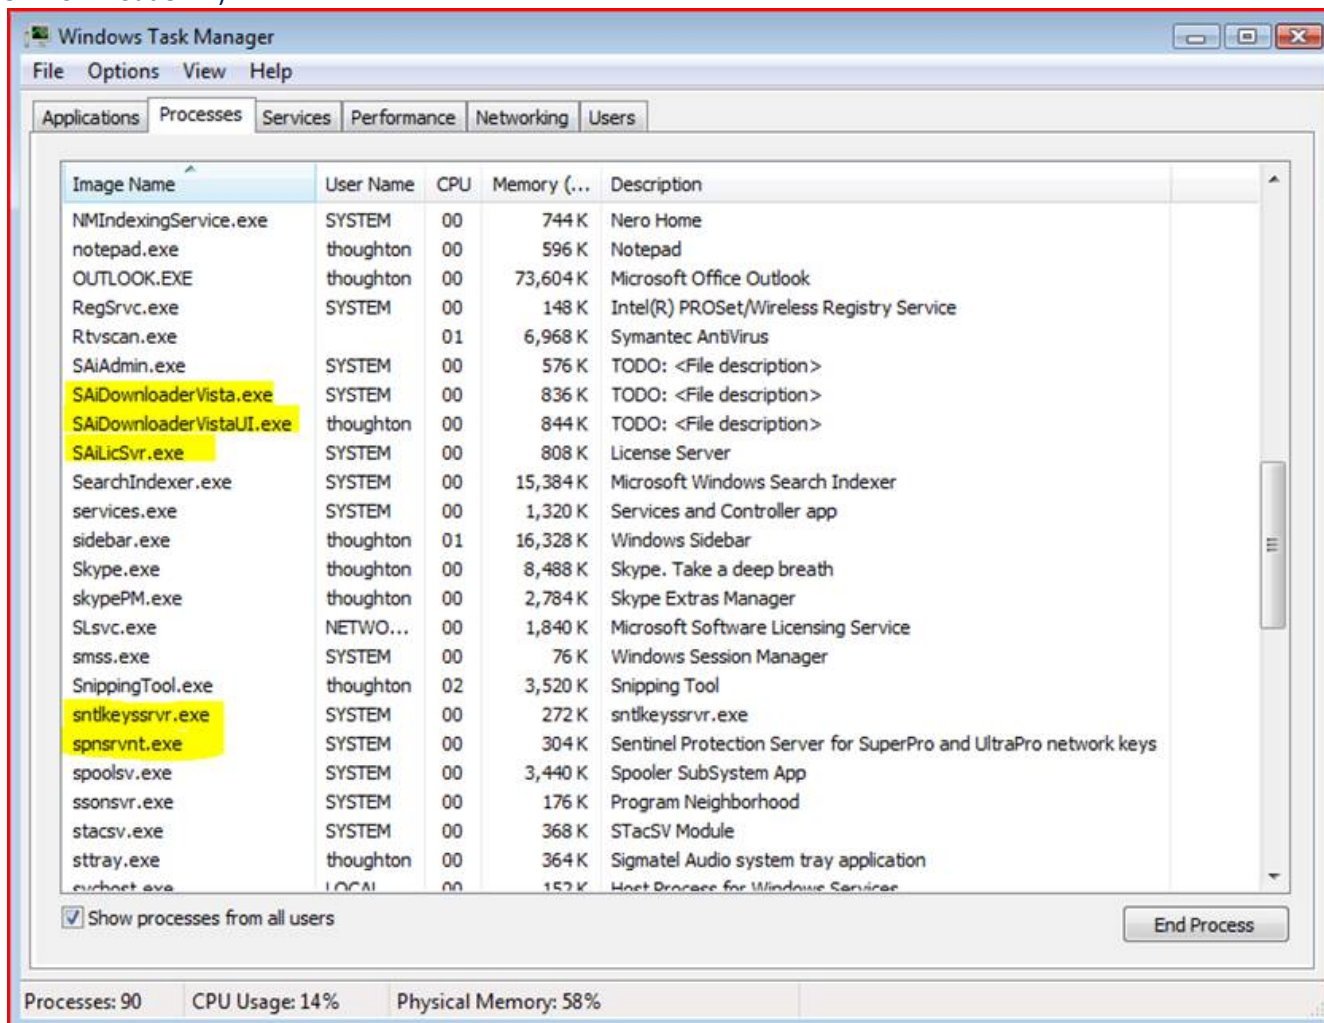 Windows Task Manager
File Options View Help
Applications Processes Services Performance Networking Users
Image Name User Name CPU Memory (... Description
NMIndexingService.exe SYSTEM 00 744 K Nero Home
notepad.exe thoughton 00 596 K Notepad
OUTLOOK.EXE thoughton 00 73,604 K Microsoft Office Outlook
RegSrvc.exe SYSTEM 00 148 K Intel(R) PROSet/Wireless Registry Service
Rtvscan.exe 01 6,968 K Symantec AntiVirus
SAiAdmin.exe SYSTEM 00 576 K TODO: <File description>
SAiDownloaderVista.exe SYSTEM 00 836 K TODO: <File description>
SAiDownloaderVistaUI.exe thoughton 00 844 K TODO: <File description>
SAiLicSvr.exe SYSTEM 00 808 K License Server
SearchIndexer.exe SYSTEM 00 15,384 K Microsoft Windows Search Indexer
services.exe SYSTEM 00 1,320 K Services and Controller app
sidebar.exe thoughton 01 16,328 K Windows Sidebar
Skype.exe thoughton 00 8,488 K Skype. Take a deep breath
skypePM.exe thoughton 00 2,784 K Skype Extras Manager
SLsvc.exe NETWO... 00 1,840 K Microsoft Software Licensing Service
smss.exe SYSTEM 00 76 K Windows Session Manager
SnippingTool.exe thoughton 02 3,520 K Snipping Tool
sntlkeyssrvr.exe SYSTEM 00 272 K sntlkeyssrvr.exe
spnsrvnt.exe SYSTEM 00 304 K Sentinel Protection Server for SuperPro and UltraPro network keys
spoolsv.exe SYSTEM 00 3,440 K Spooler SubSystem App
ssonsvr.exe SYSTEM 00 176 K Program Neighborhood
stacsv.exe SYSTEM 00 368 K STacSV Module
sttray.exe thoughton 00 364 K Sigmatel Audio system tray application
svchost.exe LOCAL 00 152 K Host Process for Windows Services
Show processes from all users
End Process
Processes: 90 CPU Usage: 14% Physical Memory: 58%